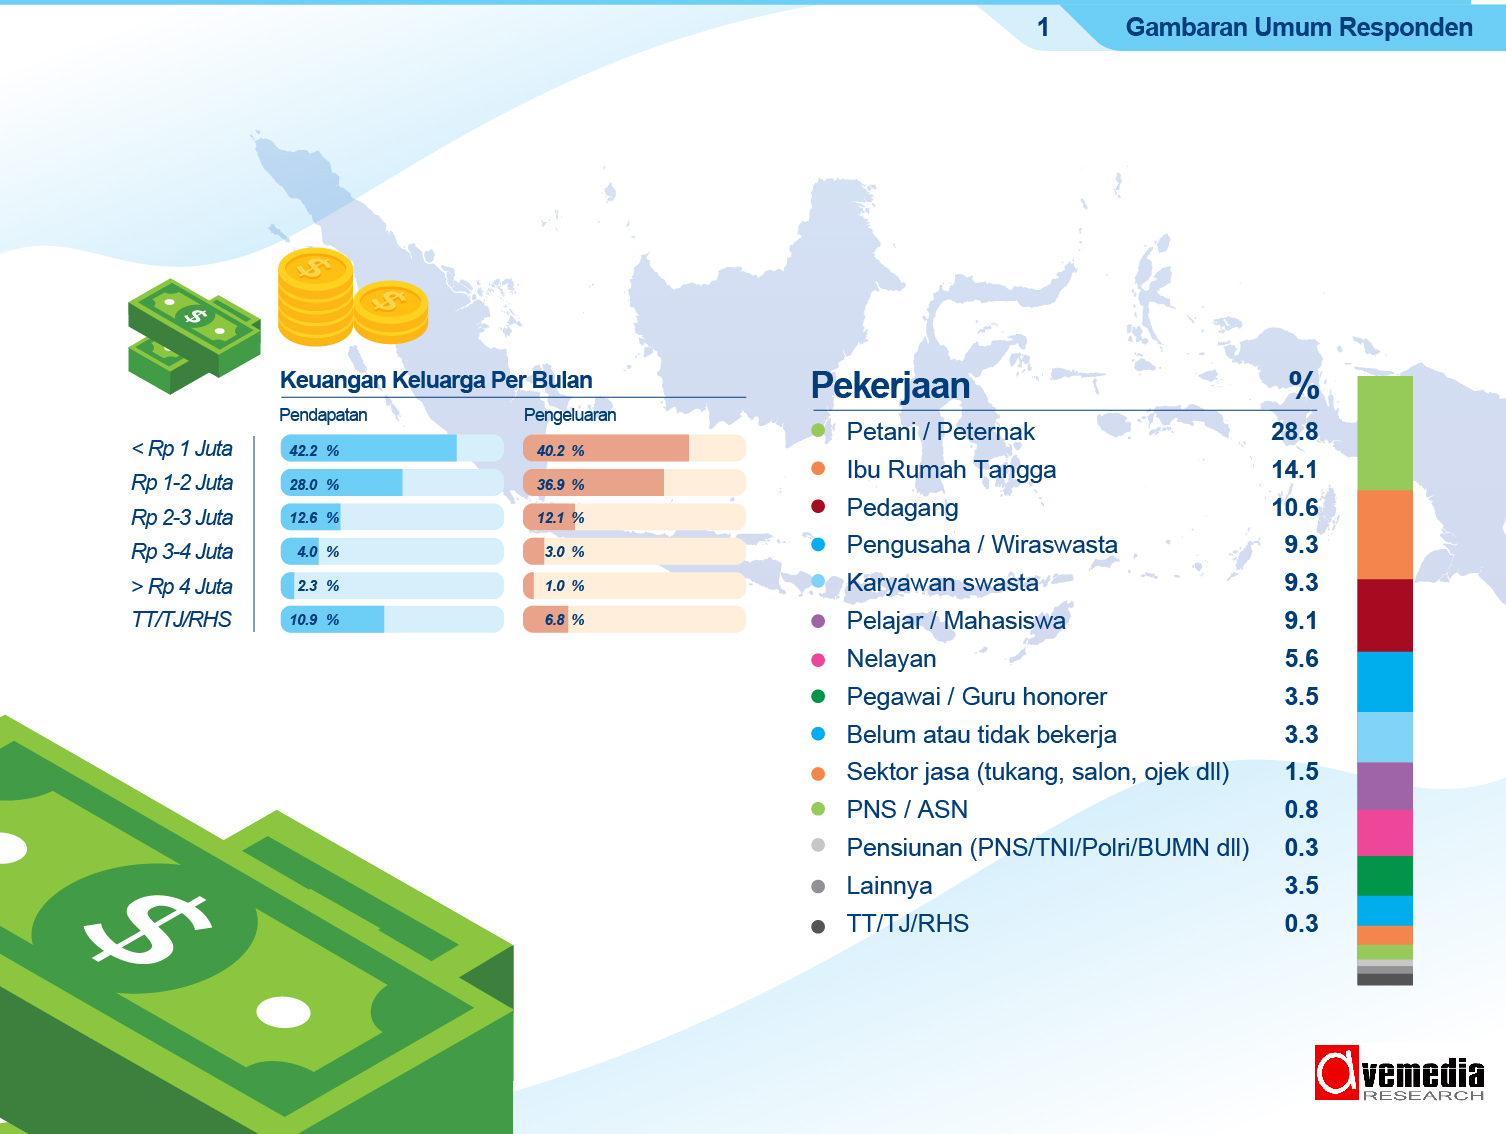 1 Gambaran Umum Responden
Keuangan Keluarga Per Bulan
Pendapatan Pengeluaran
< Rp 1 Juta 42.2 % 40.2 %
Rp 1-2 Juta 28.0 % 36.9 %
Rp 2-3 Juta 12.6 % 12.1 %
Rp 3-4 Juta 4.0 % 3.0 %
> Rp 4 Juta 2.3 % 1.0 %
TT/TJ/RHS 10.9 % 6.8 %
Pekerjaan %
Petani / Peternak 28.8
Ibu Rumah Tangga 14.1
Pedagang 10.6
Pengusaha / Wiraswasta 9.3
Karyawan swasta 9.3
Pelajar / Mahasiswa 9.1
Nelayan 5.6
Pegawai / Guru honorer 3.5
Belum atau tidak bekerja 3.3
Sektor jasa (tukang, salon, ojek dll) 1.5
PNS / ASN 0.8
Pensiunan (PNS/TNI/Polri/BUMN dll) 0.3
Lainnya 3.5
TT/TJ/RHS 0.3
avemedia
RESEARCH